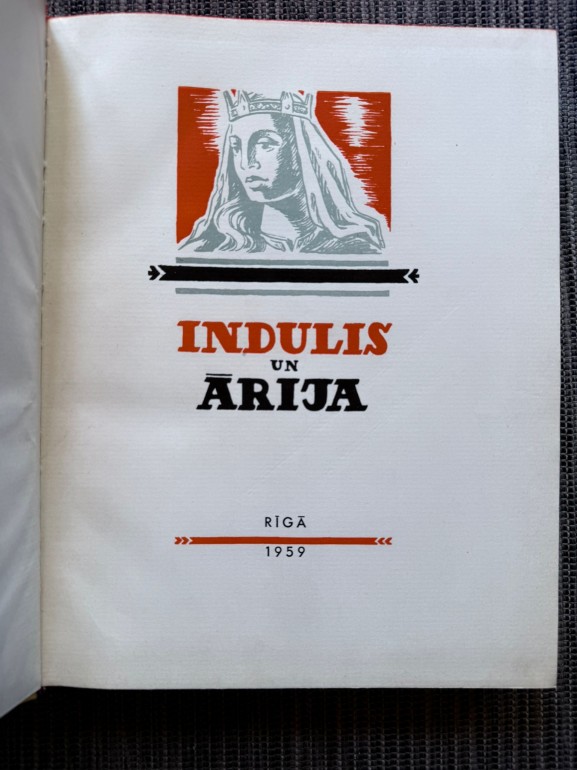 INDULIS
UN
ĀRIJA
RĪGĀ
1959